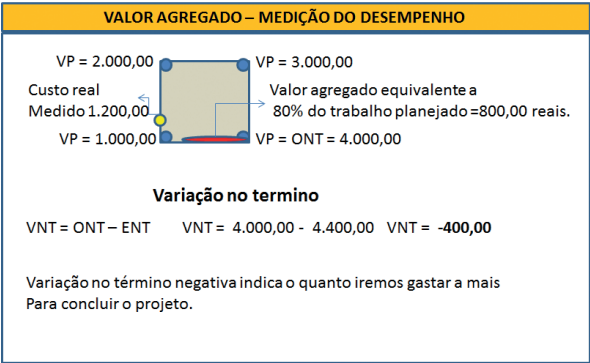 VALOR AGREGADO – MEDIÇÃO DO DESEMPENHO
VP = 2.000,00
VP = 3.000,00
Custo real
Medido 1.200,00
Valor agregado equivalente a
80% do trabalho planejado =800,00 reais.
VP = 1.000,00
VP = ONT = 4.000,00
Variação no termino
VNT = ONT – ENT VNT = 4.000,00 - 4.400,00 VNT = -400,00
Variação no término negativa indica o quanto iremos gastar a mais
Para concluir o projeto.